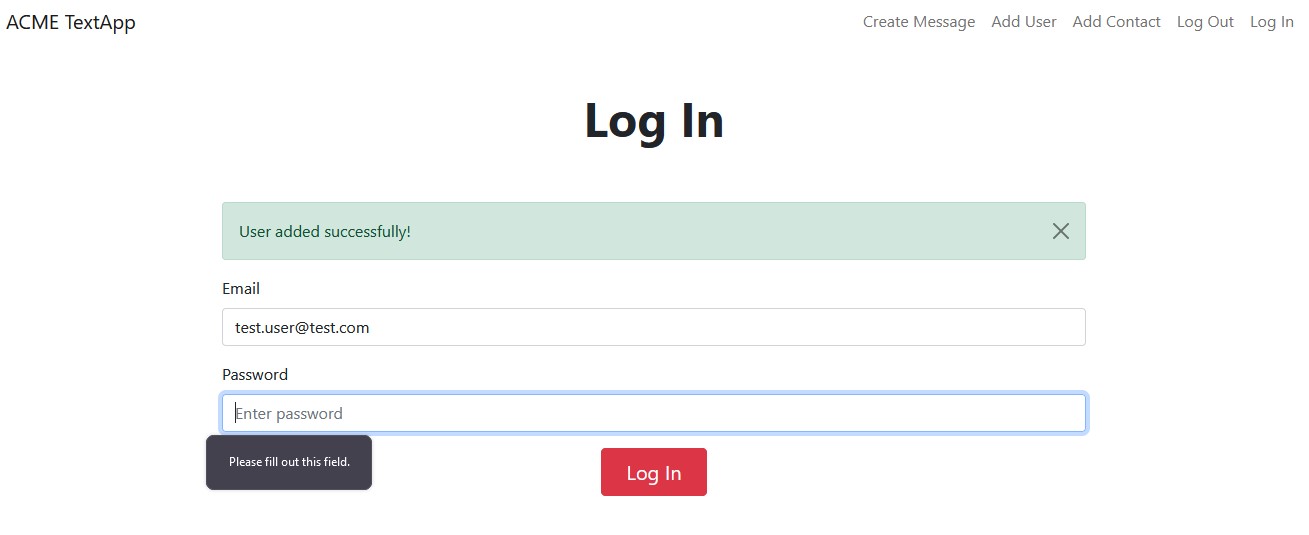 ACME TextApp
Create Message Add User Add Contact Log Out Log In
Log In
User added successfully!
Email
test.user@test.com
Password
Enter password
Please fill out this field.
Log In